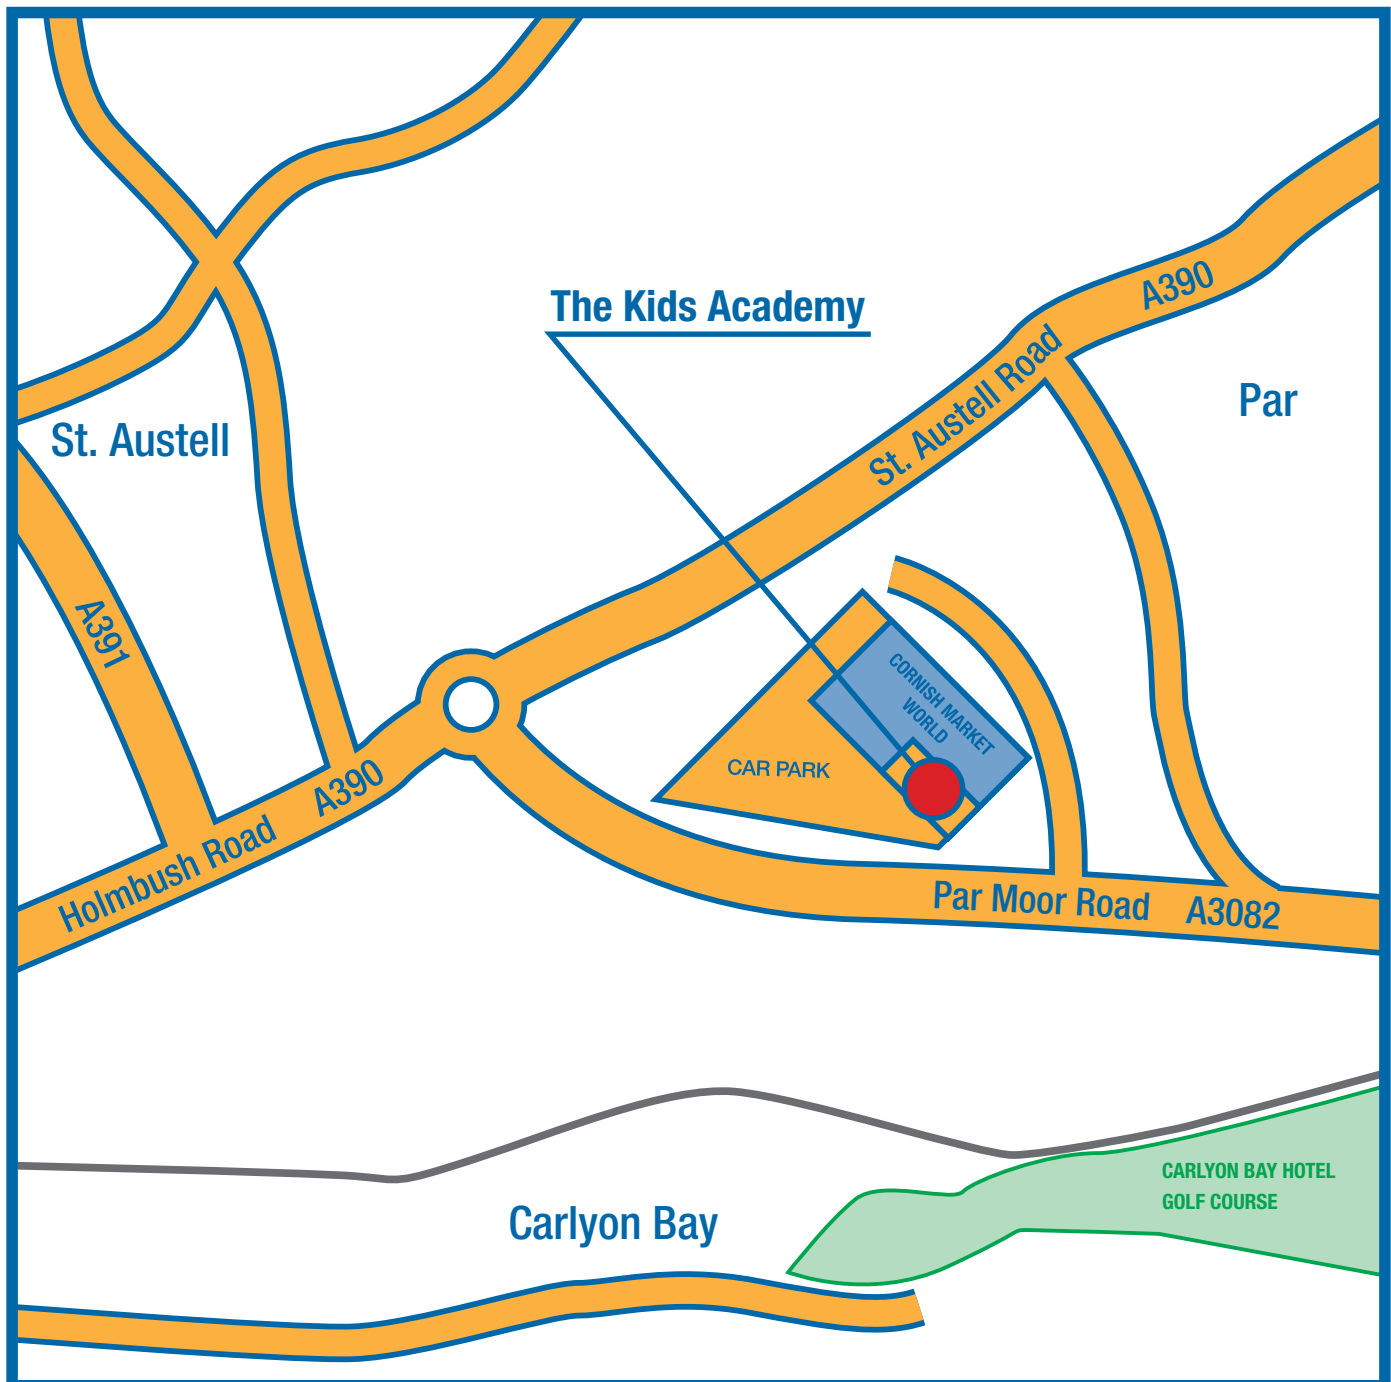 A390
The Kids Academy
St. Austell Road
Par
St. Austell
A391
CORNISH MARKET
WORLD
CAR PARK
A390
Holmbush Road
Par Moor Road
A3082
CARLYON BAY HOTEL
GOLF COURSE
Carlyon Bay